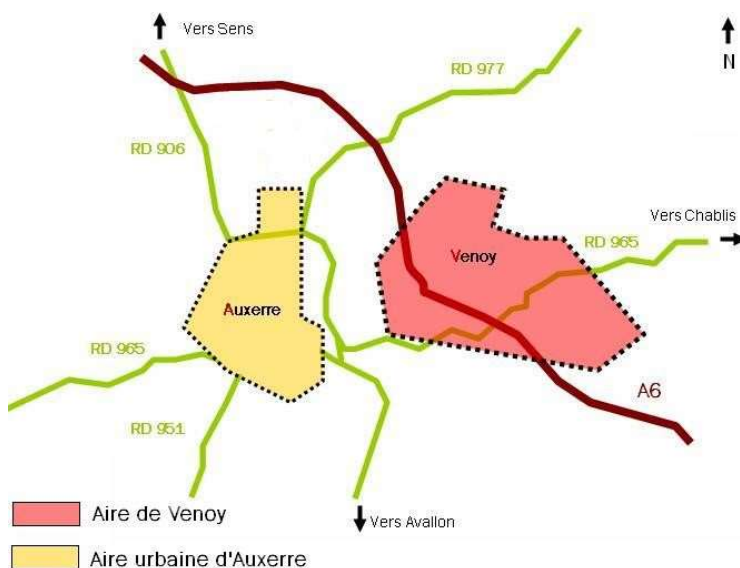 Vers Sens
RD 977
N
RD 906
Vers Chablis
RD 965
Venoy
Auxerre
RD 965
A6
RD 951
Aire de Venoy
Vers Avallon
Aire urbaine d'Auxerre